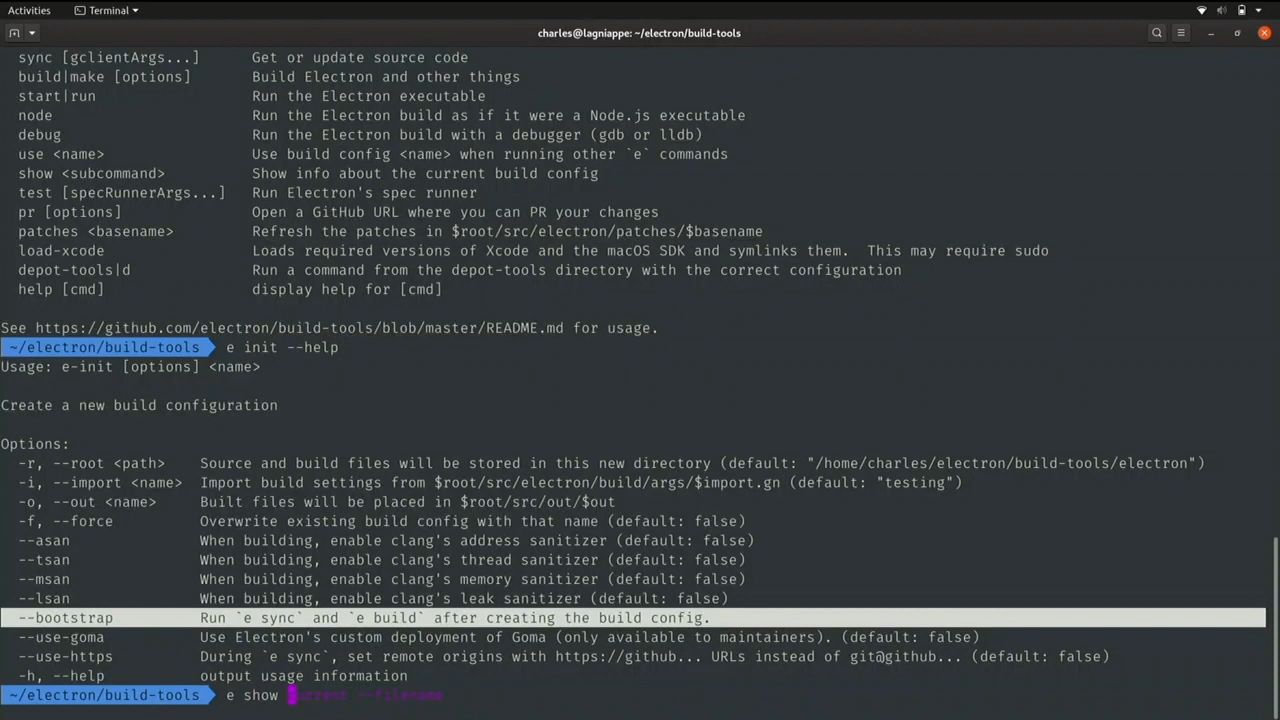 Activities Terminal
charles@lagniappe: ~/electron/build-tools
sync [gclientArgs...] Get or update source code
build|make [options] Build Electron and other things
start|run Run the Electron executable
node Run the Electron build as if it were a Node.js executable
debug Run the Electron build with a debugger (gdb or lldb)
use <name> Use build config <name> when running other `e` commands
show <subcommand> Show info about the current build config
test [specRunnerArgs...] Run Electron's spec runner
pr [options] Open a GitHub URL where you can PR your changes
patches <basename> Refresh the patches in $root/src/electron/patches/$basename
load-xcode Loads required versions of Xcode and the macOS SDK and symlinks them.  This may require sudo
depot-tools|d Run a command from the depot-tools directory with the correct configuration
help [cmd] display help for [cmd]
See https://github.com/electron/build-tools/blob/master/README.md for usage.
~/electron/build-tools e init --help
Usage: e-init [options] <name>
Create a new build configuration
Options:
-r, --root <path> Source and build files will be stored in this new directory (default: "/home/charles/electron/build-tools/electron")
-i, --import <name> Import build settings from $root/src/electron/build/args/$import.gn (default: "testing")
-o, --out <name> Built files will be placed in $root/src/out/$out
-f, --force Overwrite existing build config with that name (default: false)
--asan When building, enable clang's address sanitizer (default: false)
--tsan When building, enable clang's thread sanitizer (default: false)
--msan When building, enable clang's memory sanitizer (default: false)
--lsan When building, enable clang's leak sanitizer (default: false)
--bootstrap Run `e sync` and `e build` after creating the build config.
--use-goma Use Electron's custom deployment of Goma (only available to maintainers). (default: false)
--use-https During `e sync`, set remote origins with https://github... URLs instead of git@github... (default: false)
-h, --help output usage information
~/electron/build-tools e show current --filename